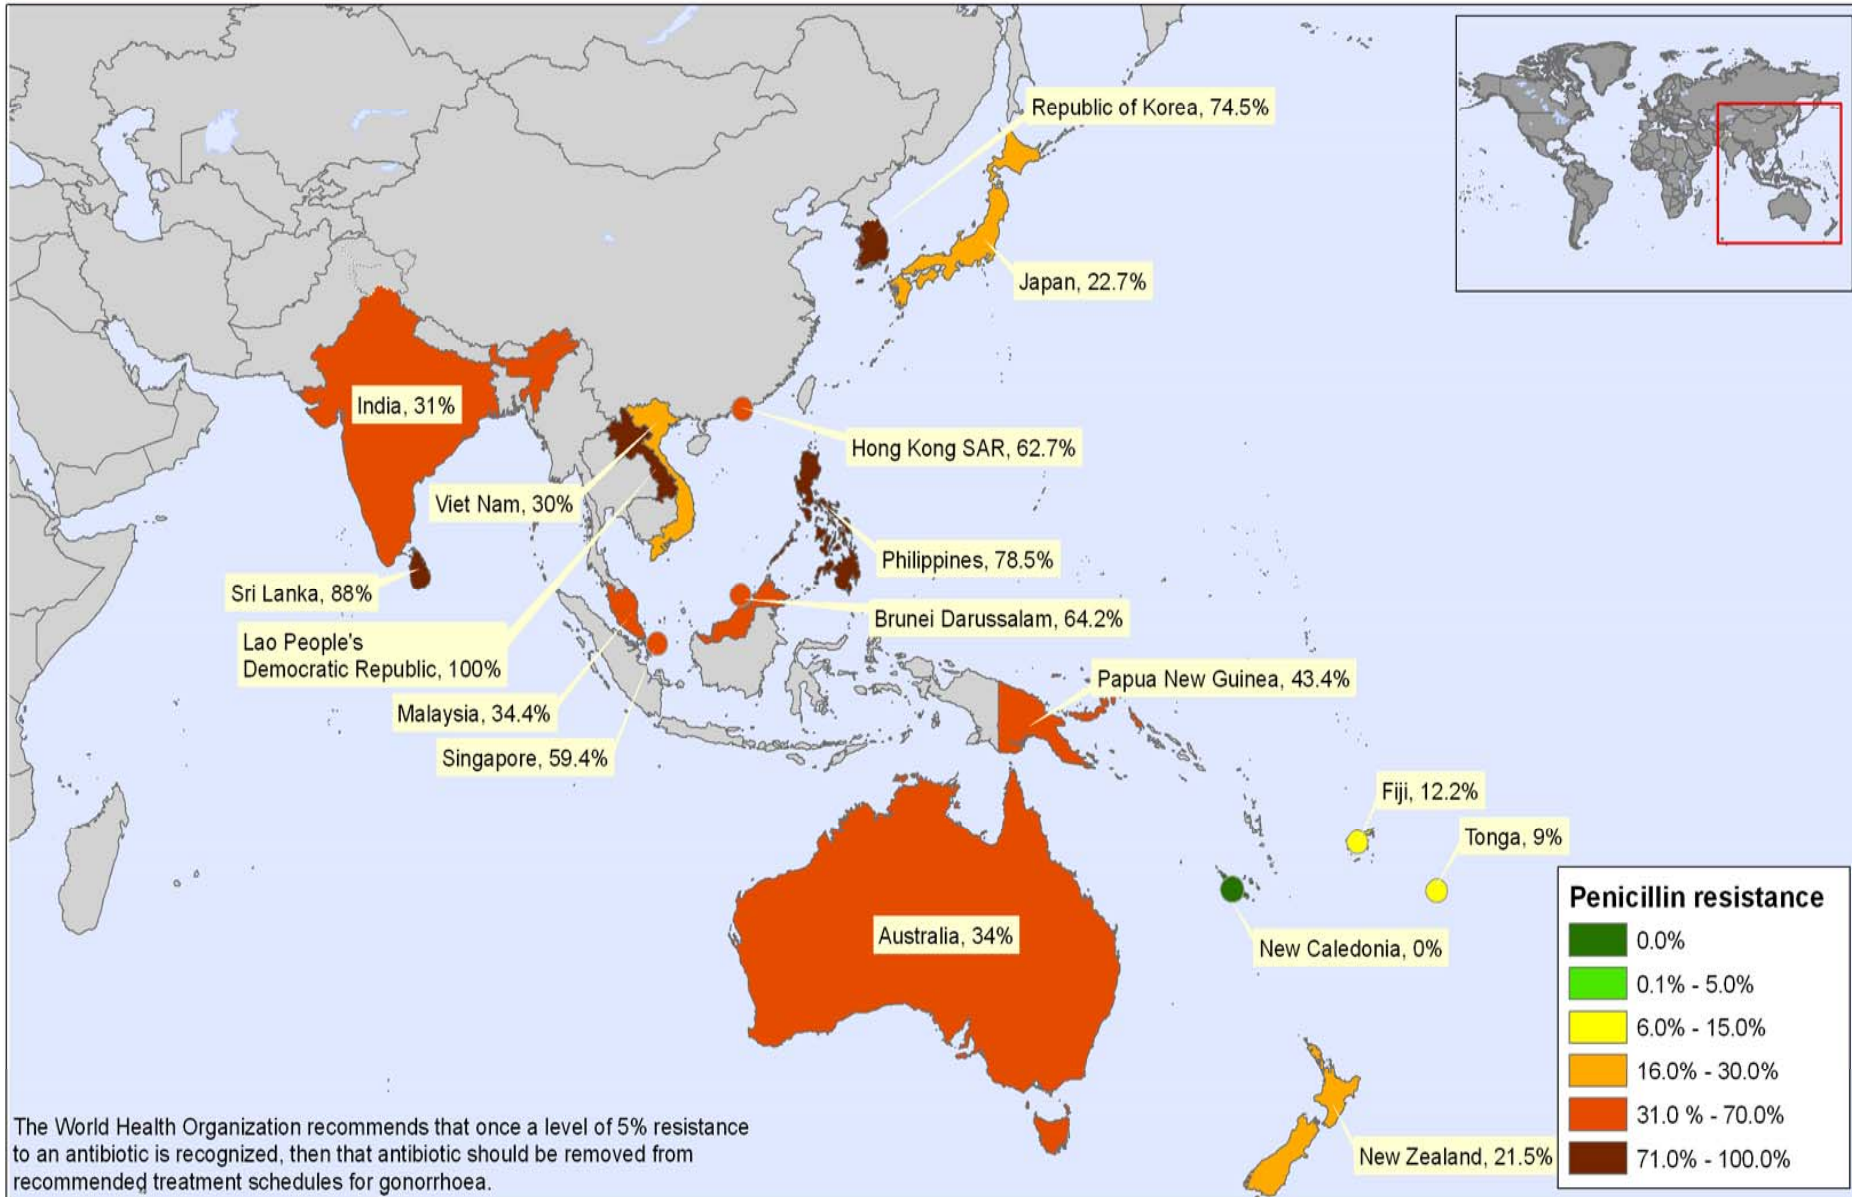 Republic of Korea, 74.5%
Japan, 22.7%
India, 31%
Hong Kong SAR, 62.7%
Viet Nam, 30%
Philippines, 78.5%
Sri Lanka, 88%
Brunei Darussalam, 64.2%
Lao People's
Democratic Republic, 100%
Papua New Guinea, 43.4%
Malaysia, 34.4%
Singapore, 59.4%
Fiji, 12.2%
Tonga, 9%
Australia, 34%
New Caledonia, 0%
New Zealand, 21.5%
Penicillin resistance
0.0%
0.1% - 5.0%
6.0% - 15.0%
16.0% - 30.0%
31.0 % - 70.0%
71.0% - 100.0%
The World Health Organization recommends that once a level of 5% resistance
to an antibiotic is recognized, then that antibiotic should be removed from
recommended treatment schedules for gonorrhoea.